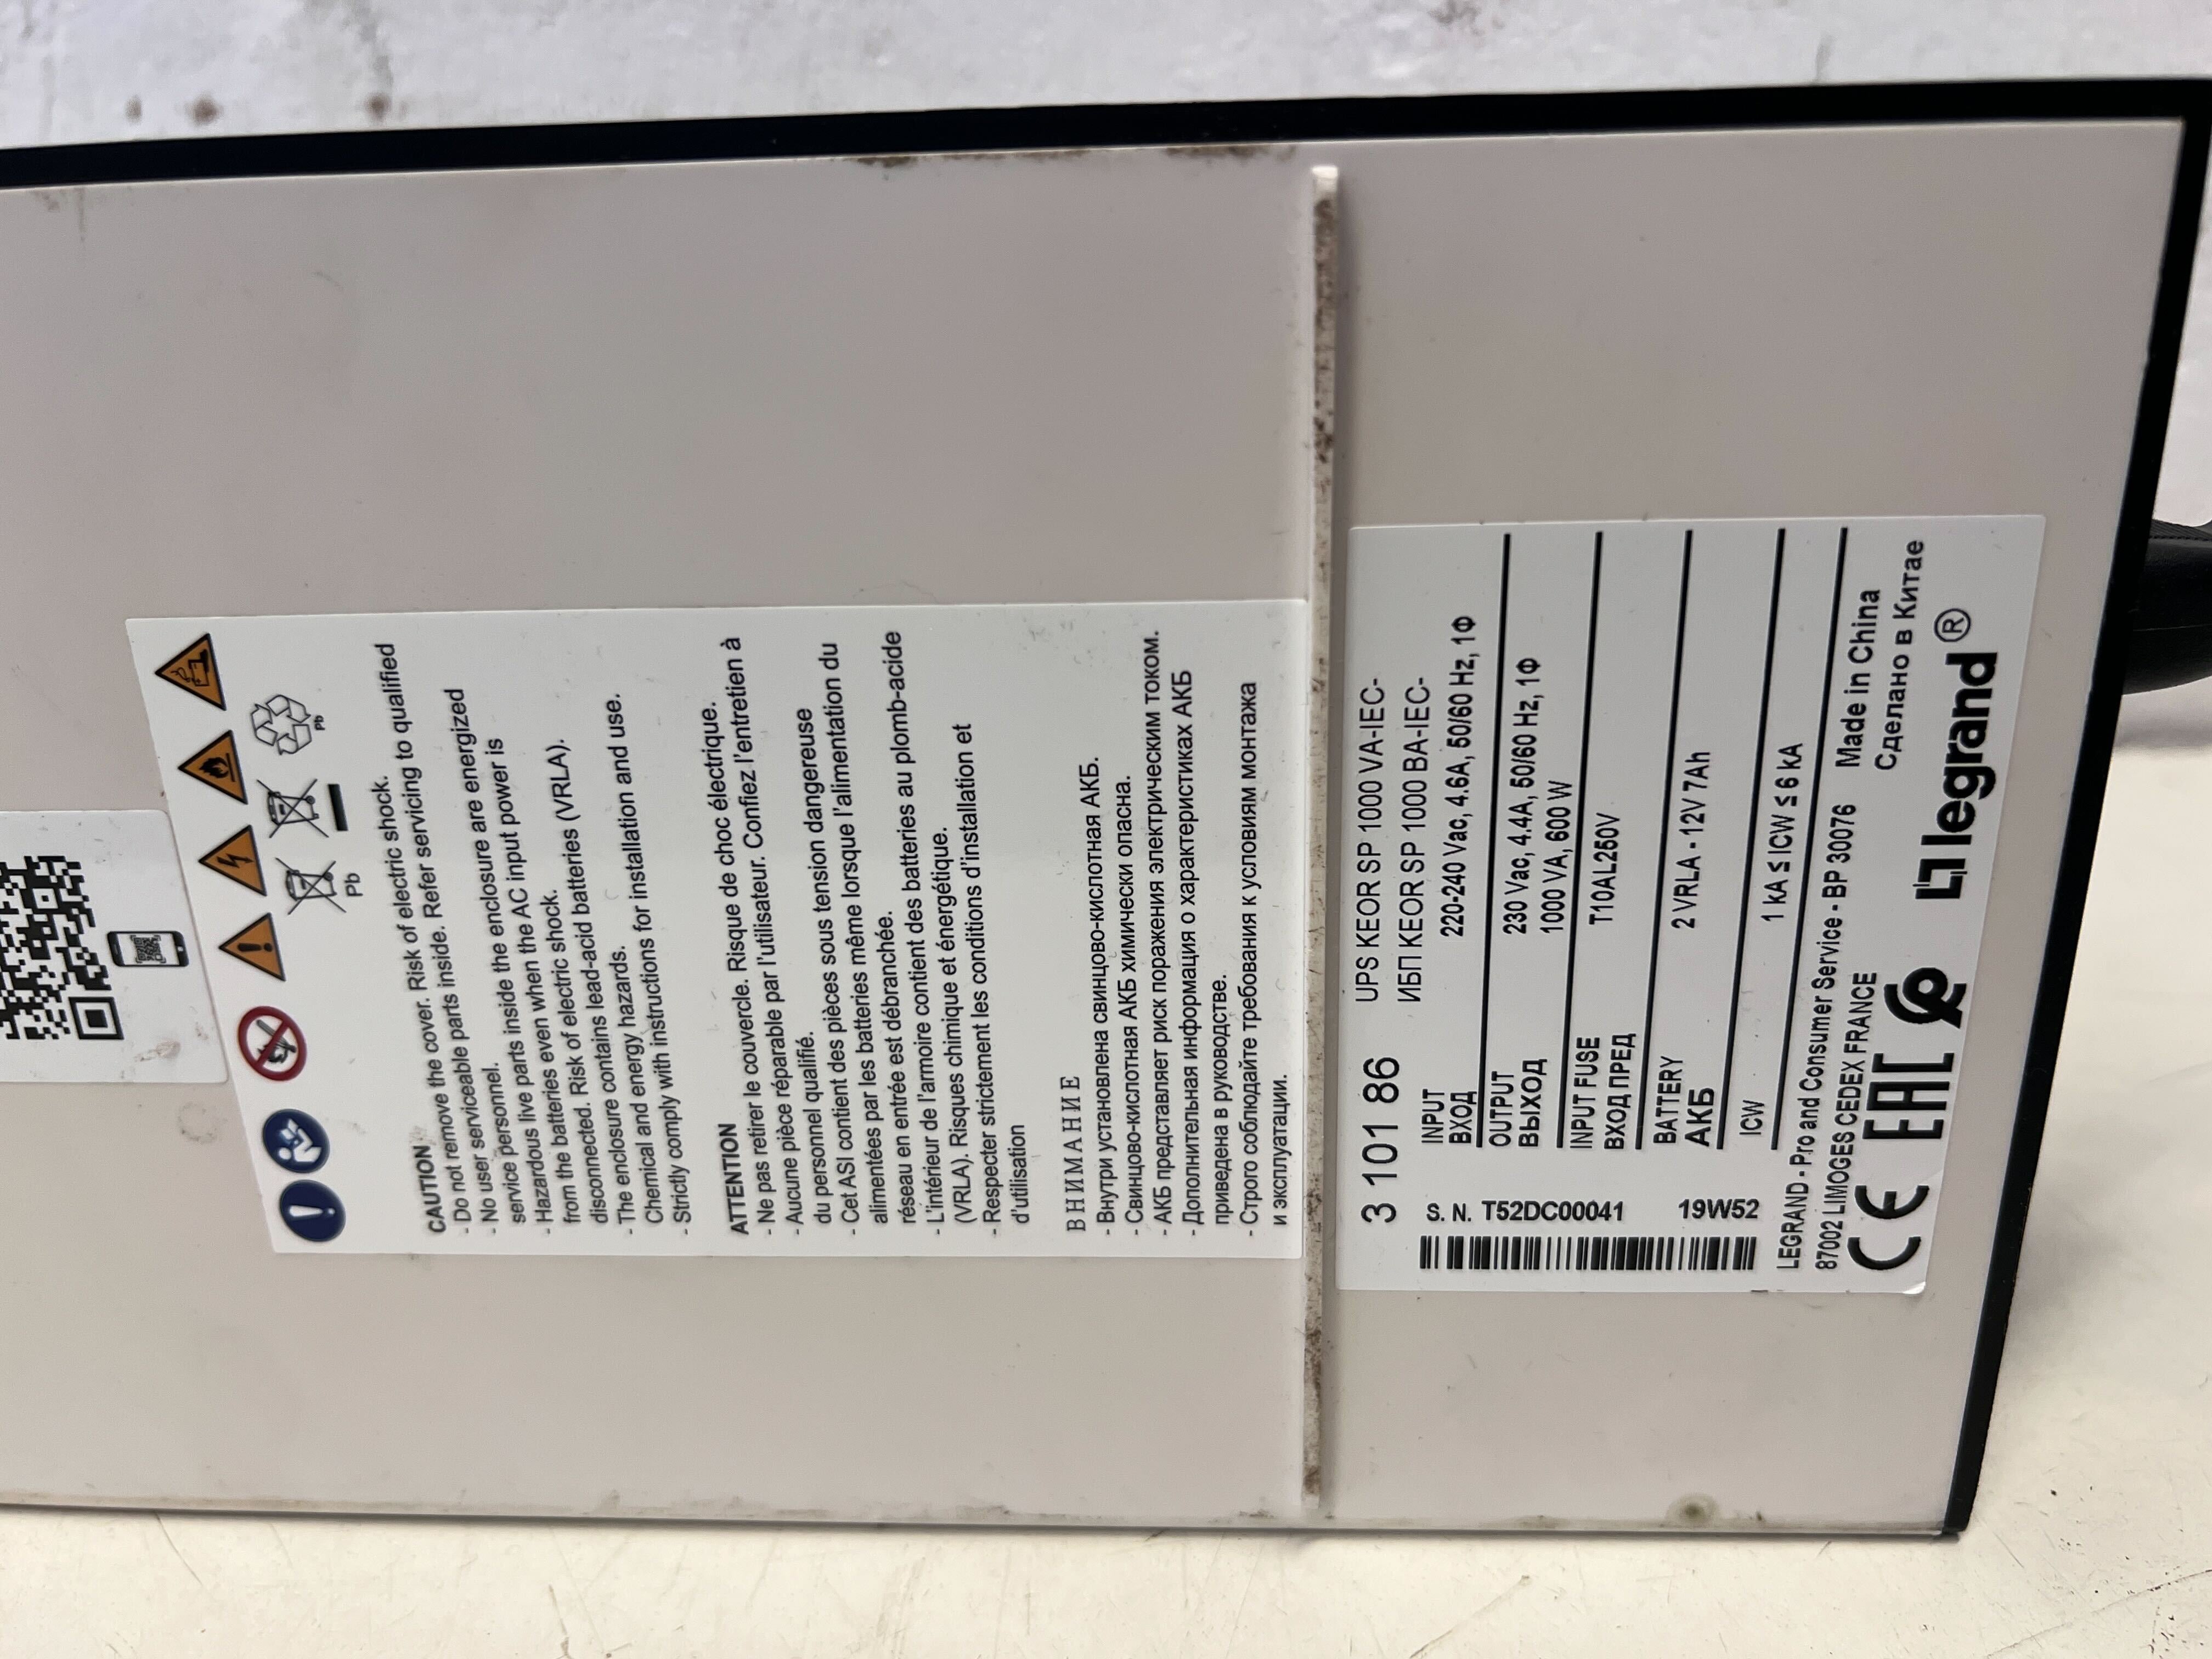 Pb
Pb
CAUTION
- Do not remove the cover. Risk of electric shock.
- No user serviceable parts inside. Refer servicing to qualified
service personnel.
- Hazardous live parts inside the enclosure are energized
from the batteries even when the AC input power is
disconnected. Risk of electric shock.
- The enclosure contains lead-acid batteries (VRLA).
Chemical and energy hazards.
- Strictly comply with instructions for installation and use.
ATTENTION
- Ne pas retirer le couvercle. Risque de choc électrique.
- Aucune pièce réparable par l'utilisateur. Confiez l'entretien à
du personnel qualifié.
- Cet ASI contient des pièces sous tension dangereuse
alimentées par les batteries même lorsque l'alimentation du
réseau en entrée est débranchée.
- L'intérieur de l'armoire contient des batteries au plomb-acide
(VRLA). Risques chimique et énergétique.
- Respecter strictement les conditions d'installation et
d'utilisation
ВНИМАНИЕ
- Внутри установлена свинцово-кислотная АКБ.
- Свинцово-кислотная АКБ химически опасна.
- АКБ представляет риск поражения электрическим током.
- Дополнительная информация о характеристиках АКБ
приведена в руководстве.
- Строго соблюдайте требования к условиям монтажа
и эксплуатации.
3 101 86 UPS KEOR SP 1000 VA-IEC-
ИБП KEOR SP 1000 ВА-IEC-
INPUT 220-240 Vac, 4.6A, 50/60 Hz, 1Ф
ВХОД
OUTPUT 230 Vac, 4.4A, 50/60 Hz, 1Ф
ВЫХОД 1000 VA, 600 W
INPUT FUSE T10AL250V
ВХОД ПРЕД
BATTERY 2 VRLA - 12V 7Ah
АКБ
ICW 1 kA ≤ ICW ≤ 6 kA
S. N. T52DC00041 19W52
LEGRAND - Pro and Consumer Service - BP 30076 Made in China
87002 LIMOGES CEDEX FRANCE Сделано в Китае
CE EAC legrand®